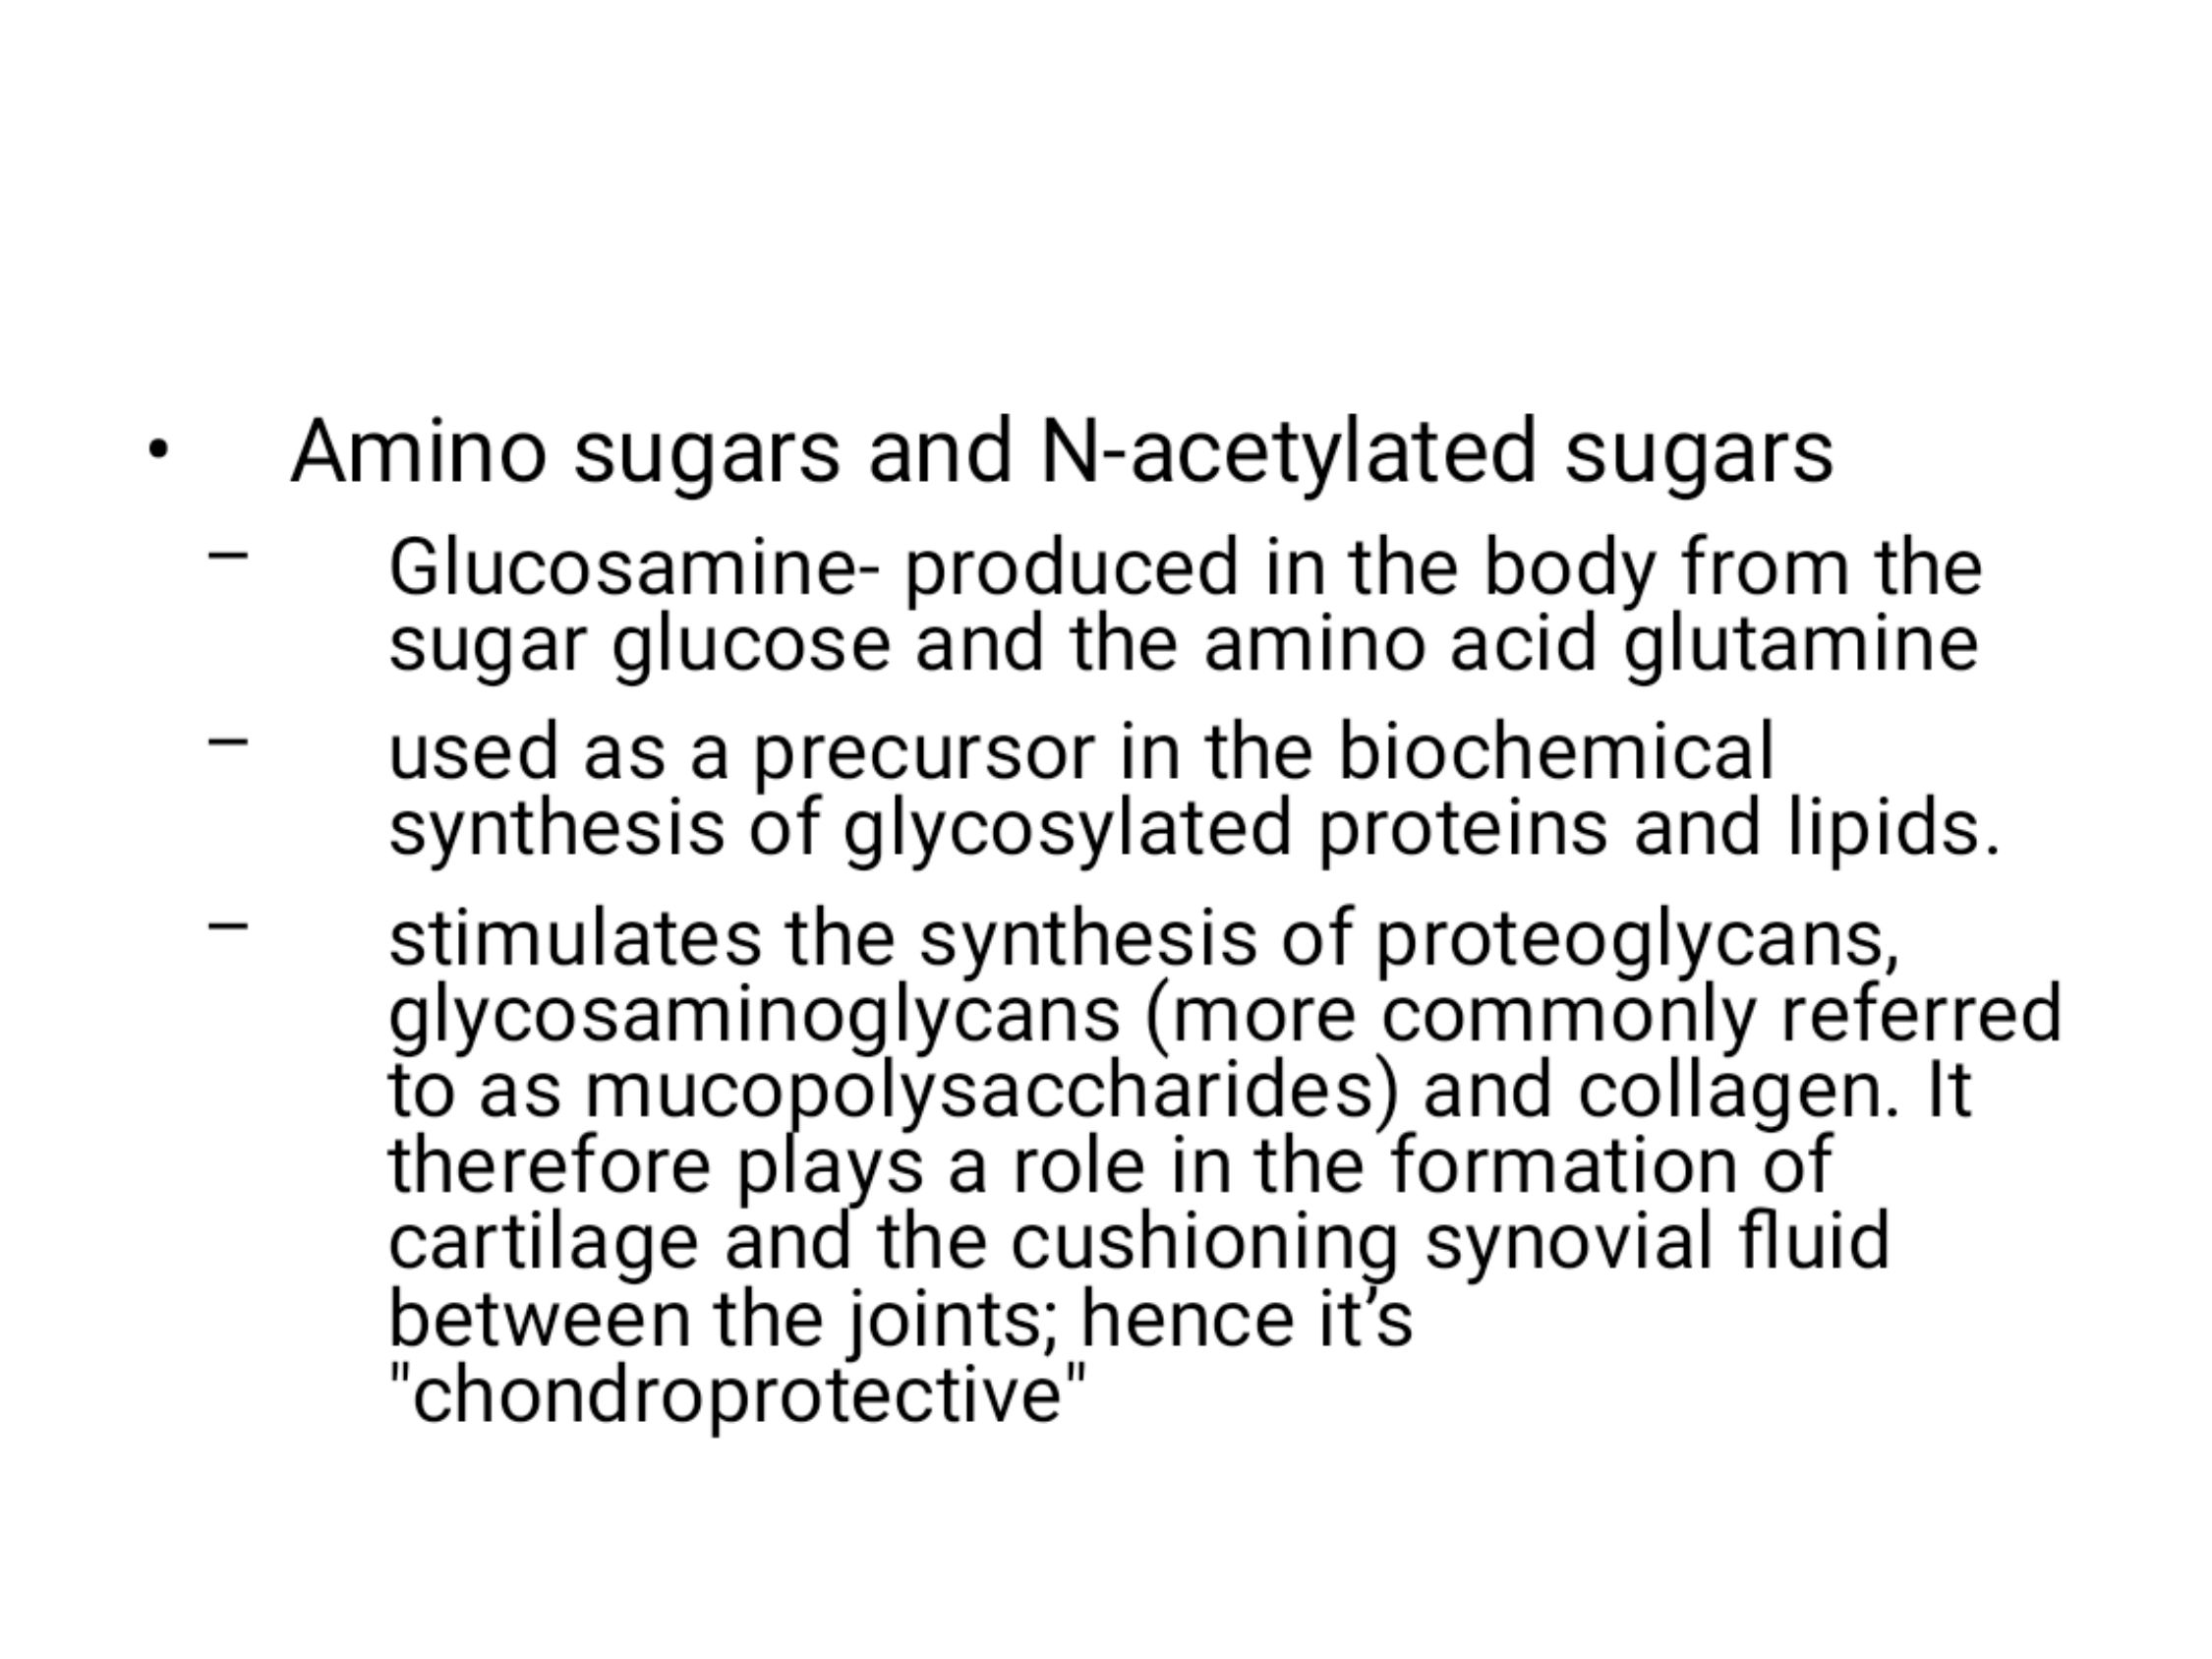 • Amino sugars and N-acetylated sugars
– Glucosamine- produced in the body from the
sugar glucose and the amino acid glutamine
– used as a precursor in the biochemical
synthesis of glycosylated proteins and lipids.
– stimulates the synthesis of proteoglycans,
glycosaminoglycans (more commonly referred
to as mucopolysaccharides) and collagen. It
therefore plays a role in the formation of
cartilage and the cushioning synovial fluid
between the joints; hence it’s
"chondroprotective"